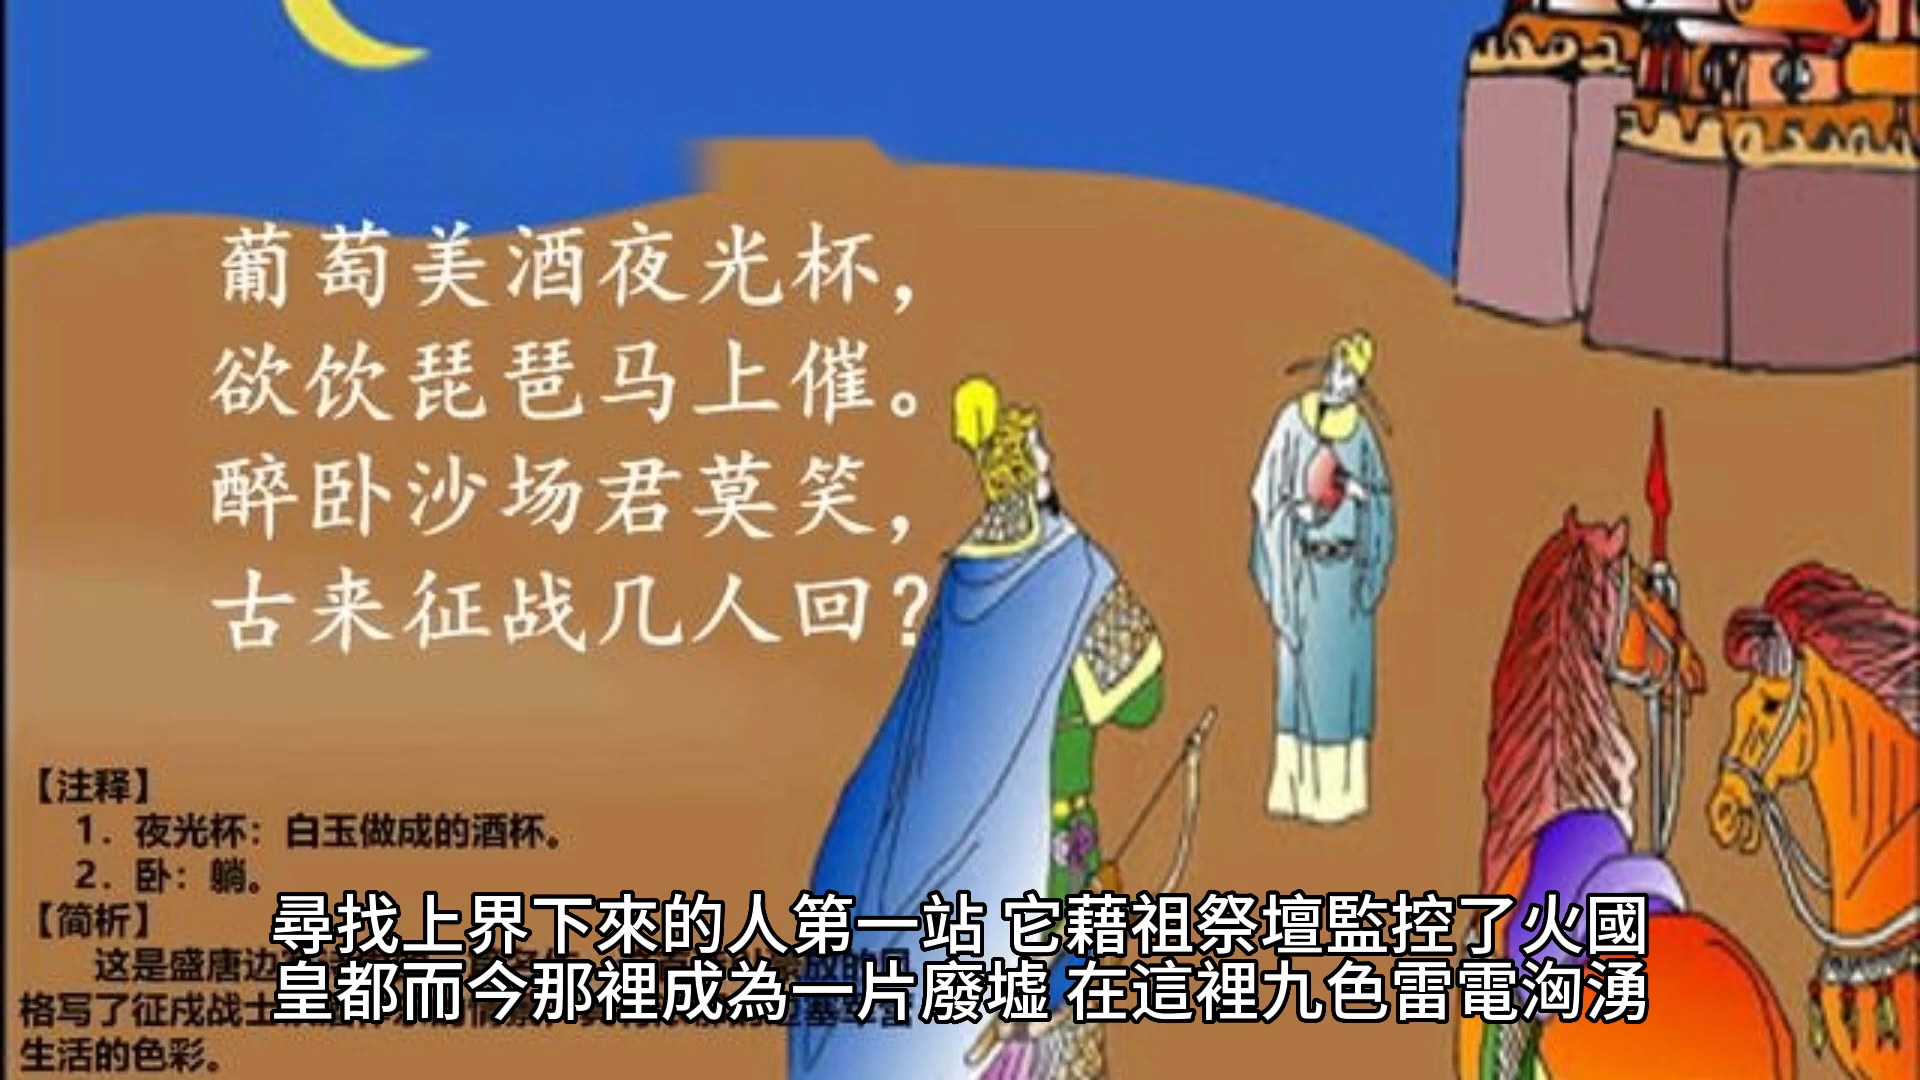 葡萄美酒夜光杯，
欲饮琵琶马上催。
醉卧沙场君莫笑，
古来征战几人回？
【注释】
1．夜光杯：白玉做成的酒杯。
2．卧：躺。
【简析】
这是盛唐边
格写了征戍战士
生活的色彩。
尋找上界下來的人第一站 它藉祖祭壇監控了火國
皇都而今那裡成為一片廢墟 在這裡九色雷電洶湧